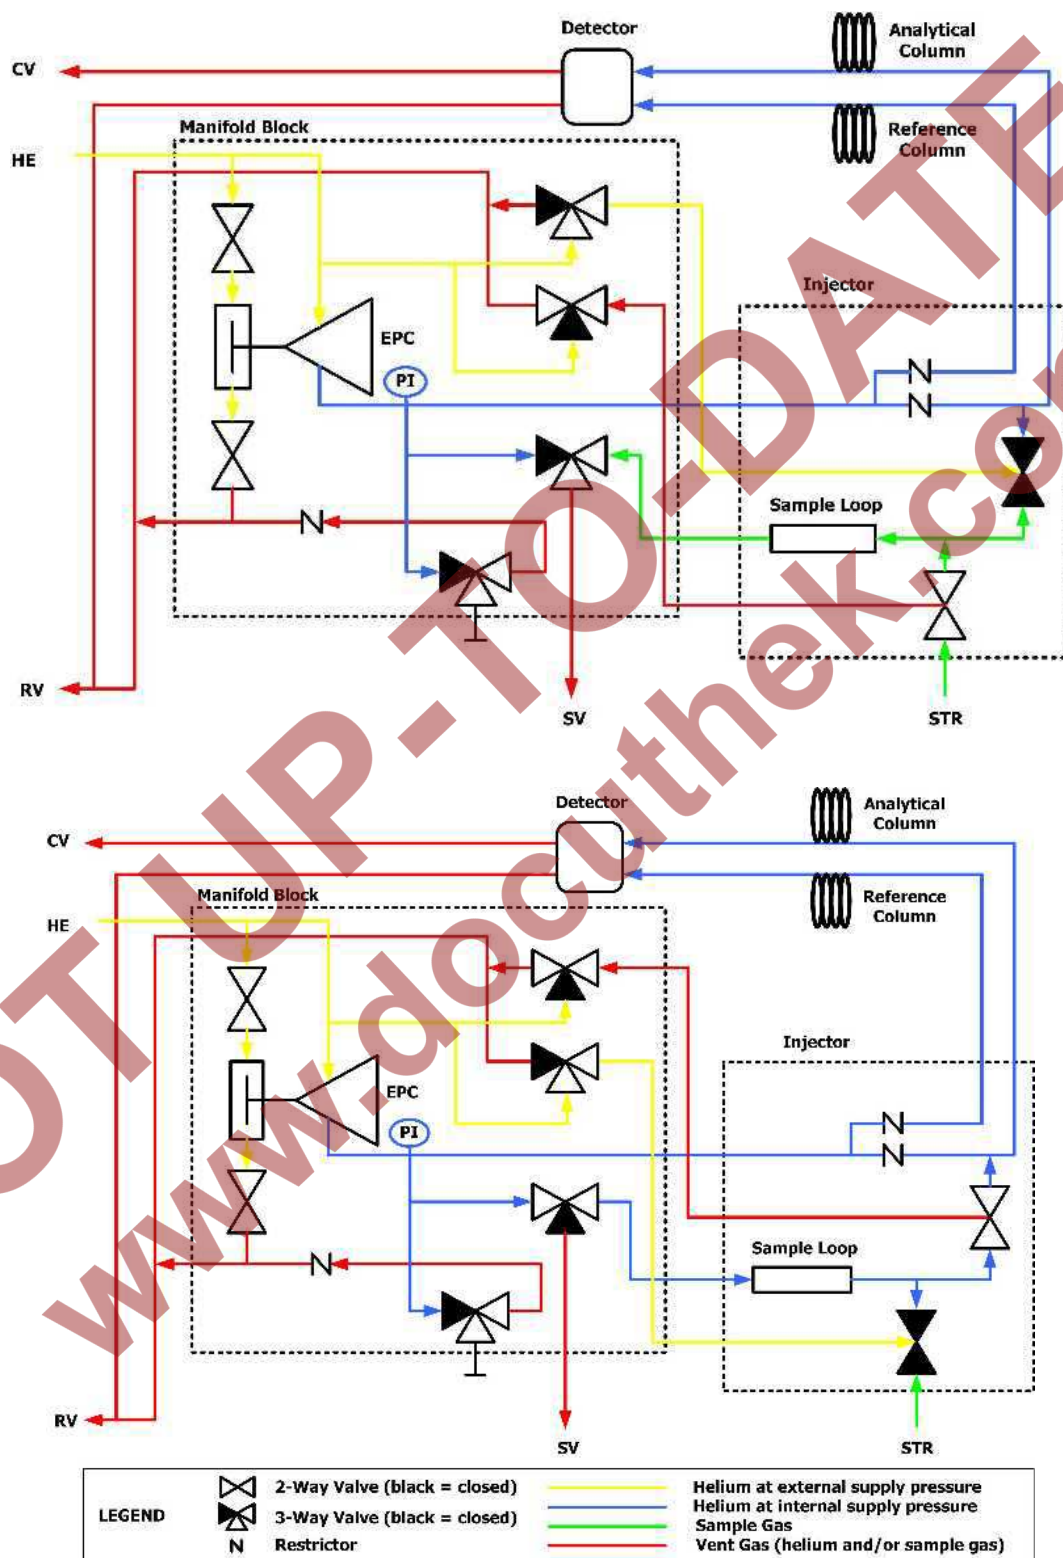 Detector
Analytical
Column
CV
Reference
Column
Manifold Block
HE
Injector
EPC
PI
Sample Loop
N
N
N
RV
SV
STR
NOT UP-TO-DATE
www.docuthek.com
Detector
Analytical
Column
CV
Reference
Column
Manifold Block
HE
Injector
EPC
PI
Sample Loop
N
N
N
RV
SV
STR
LEGEND
2-Way Valve (black = closed)
3-Way Valve (black = closed)
N Restrictor
Helium at external supply pressure
Helium at internal supply pressure
Sample Gas
Vent Gas (helium and/or sample gas)